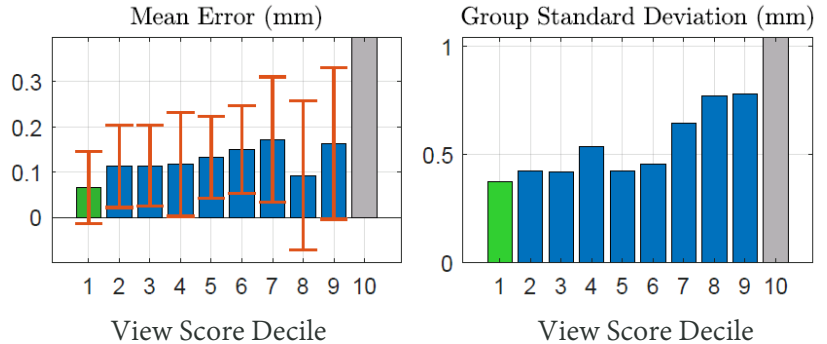 Mean Error (mm)
0.3
0.2
0.1
0
1 2 3 4 5 6 7 8 9 10
View Score Decile
Group Standard Deviation (mm)
1
0.5
0
1 2 3 4 5 6 7 8 9 10
View Score Decile